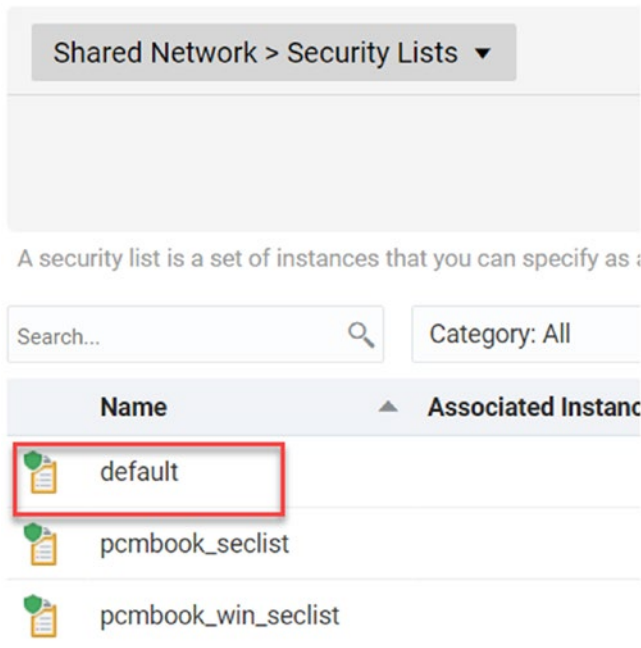 Shared Network > Security Lists
A security list is a set of instances that you can specify as
Search...
Category: All
Name
Associated
default
pcmbook_seclist
pcmbook_win_seclist